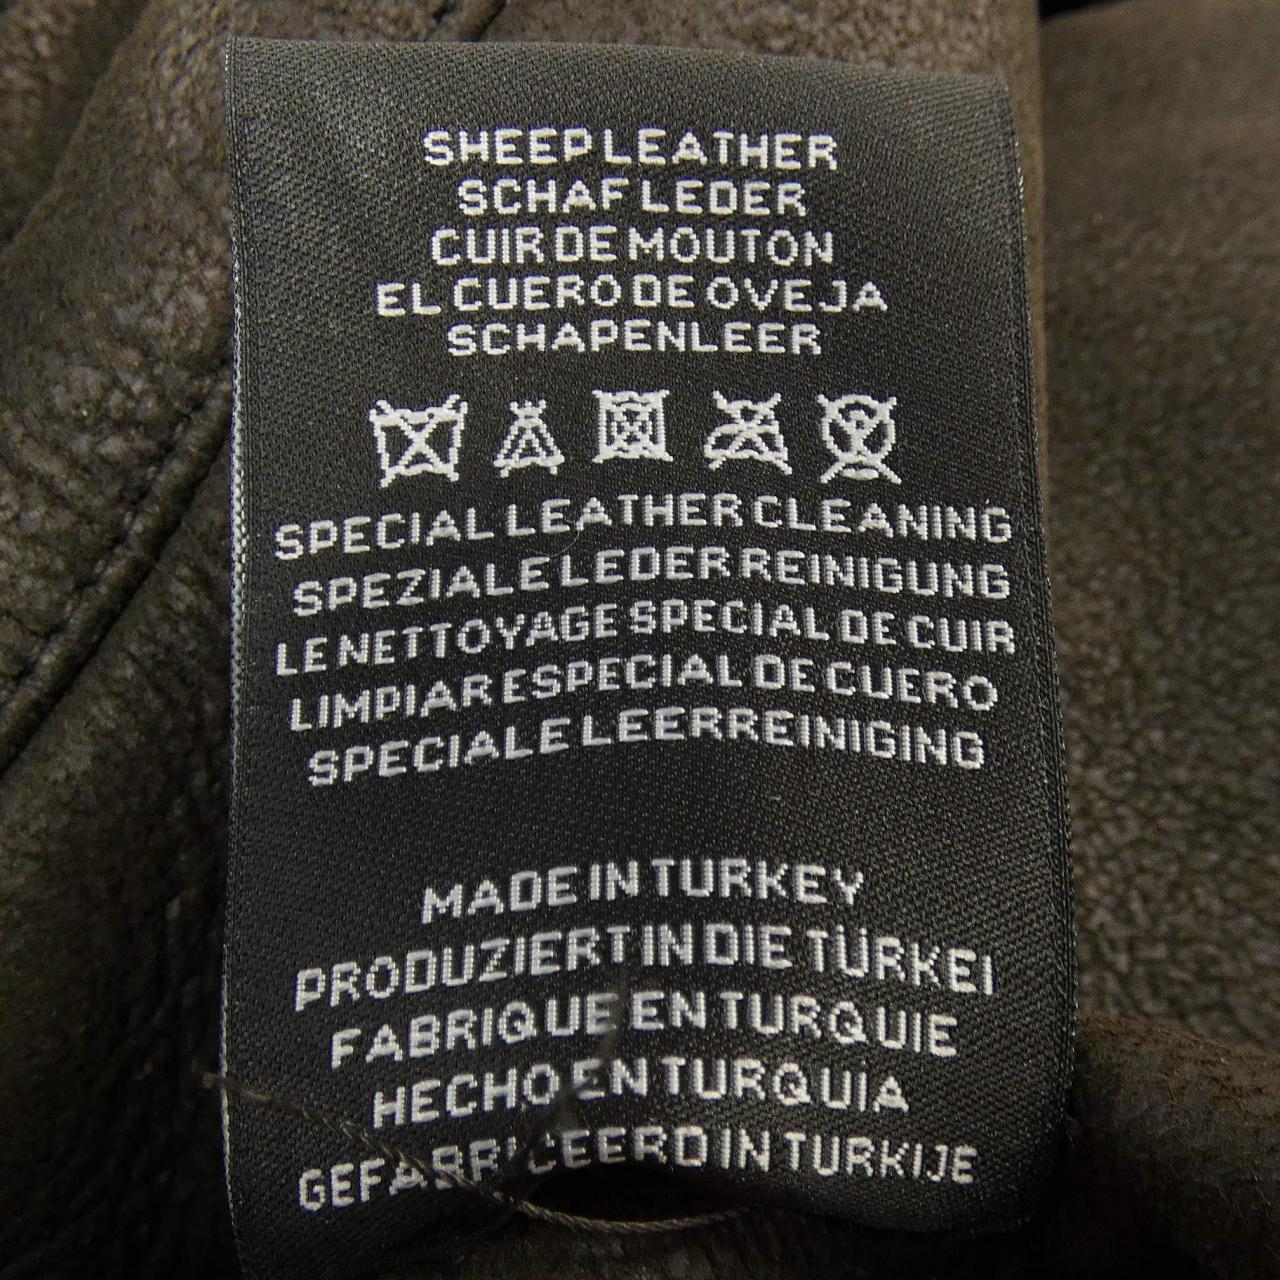 SHEEP LEATHER
SCHAF LEDER
CUIR DE MOUTON
EL CUERO DE OVEJA
SCHAPENLEER
SPECIAL LEATHER CLEANING
SPEZIALE LEDER REINIGUNG
LE NETTOYAGE SPECIAL DE CUIR
LIMPIAR ESPECIAL DE CUERO
SPECIALE LEERREINIGING
MADE IN TURKEY
PRODUZIERT IN DIE TÜRKEI
FABRIQUE EN TURQUIE
HECHO EN TURQUíA
GEFABRICEERD IN TURKIJE